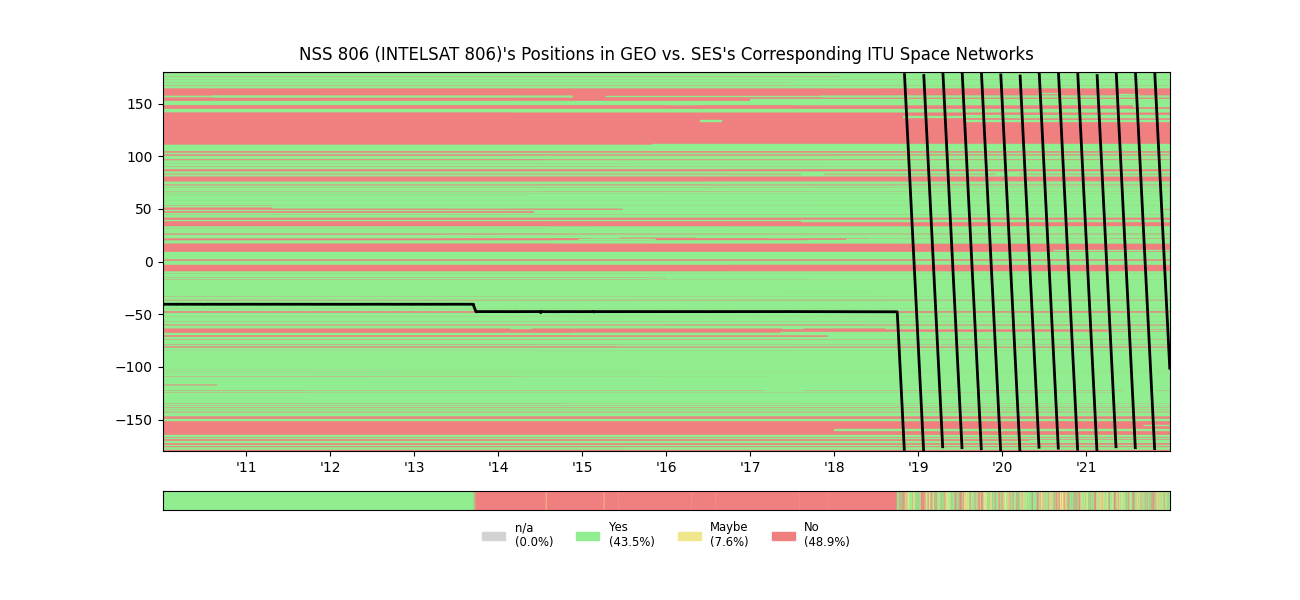 NSS 806 (INTELSAT 806)'s Positions in GEO vs. SES's Corresponding ITU Space Networks
150
100
50
0
−50
−100
−150
'11 '12 '13 '14 '15 '16 '17 '18 '19 '20 '21
n/a Yes Maybe No
(0.0%) (43.5%) (7.6%) (48.9%)